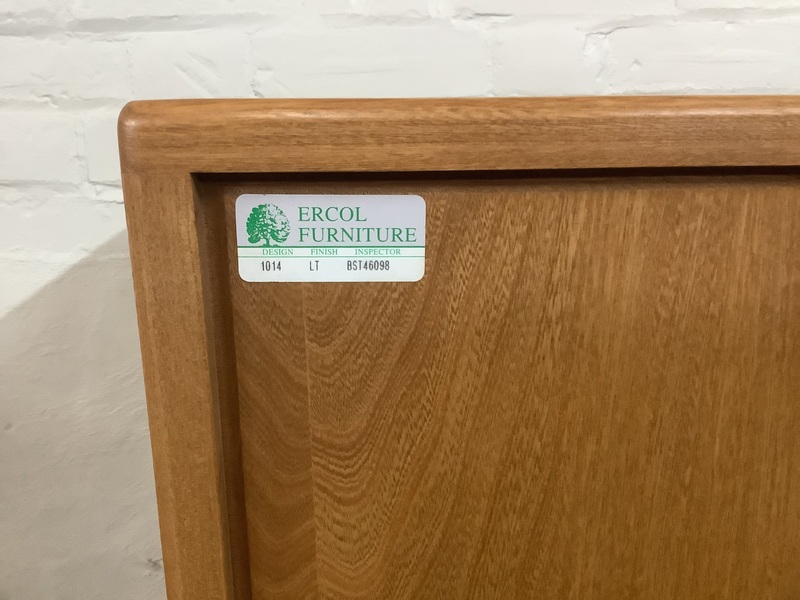 ERCOL
FURNITURE
DESIGN FINISH INSPECTOR
1014 LT BST46098